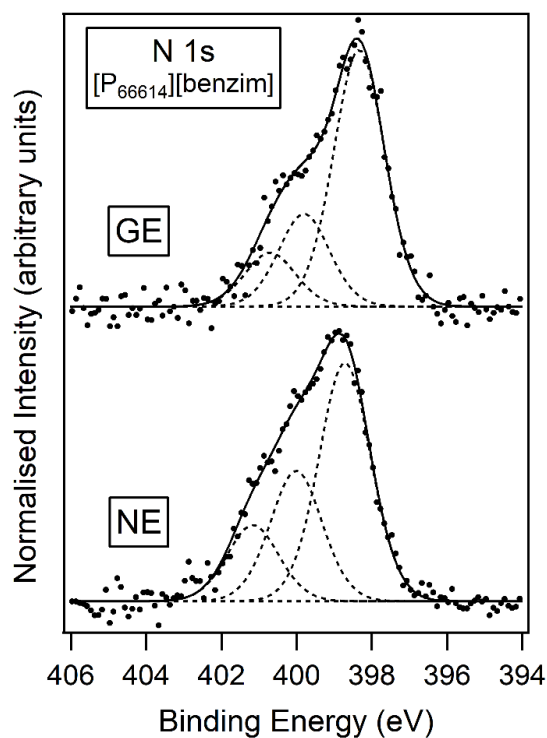 N 1s
[P₆₆₆₁₄][benzim]
GE
NE
Normalised Intensity (arbitrary units)
406 404 402 400 398 396 394
Binding Energy (eV)